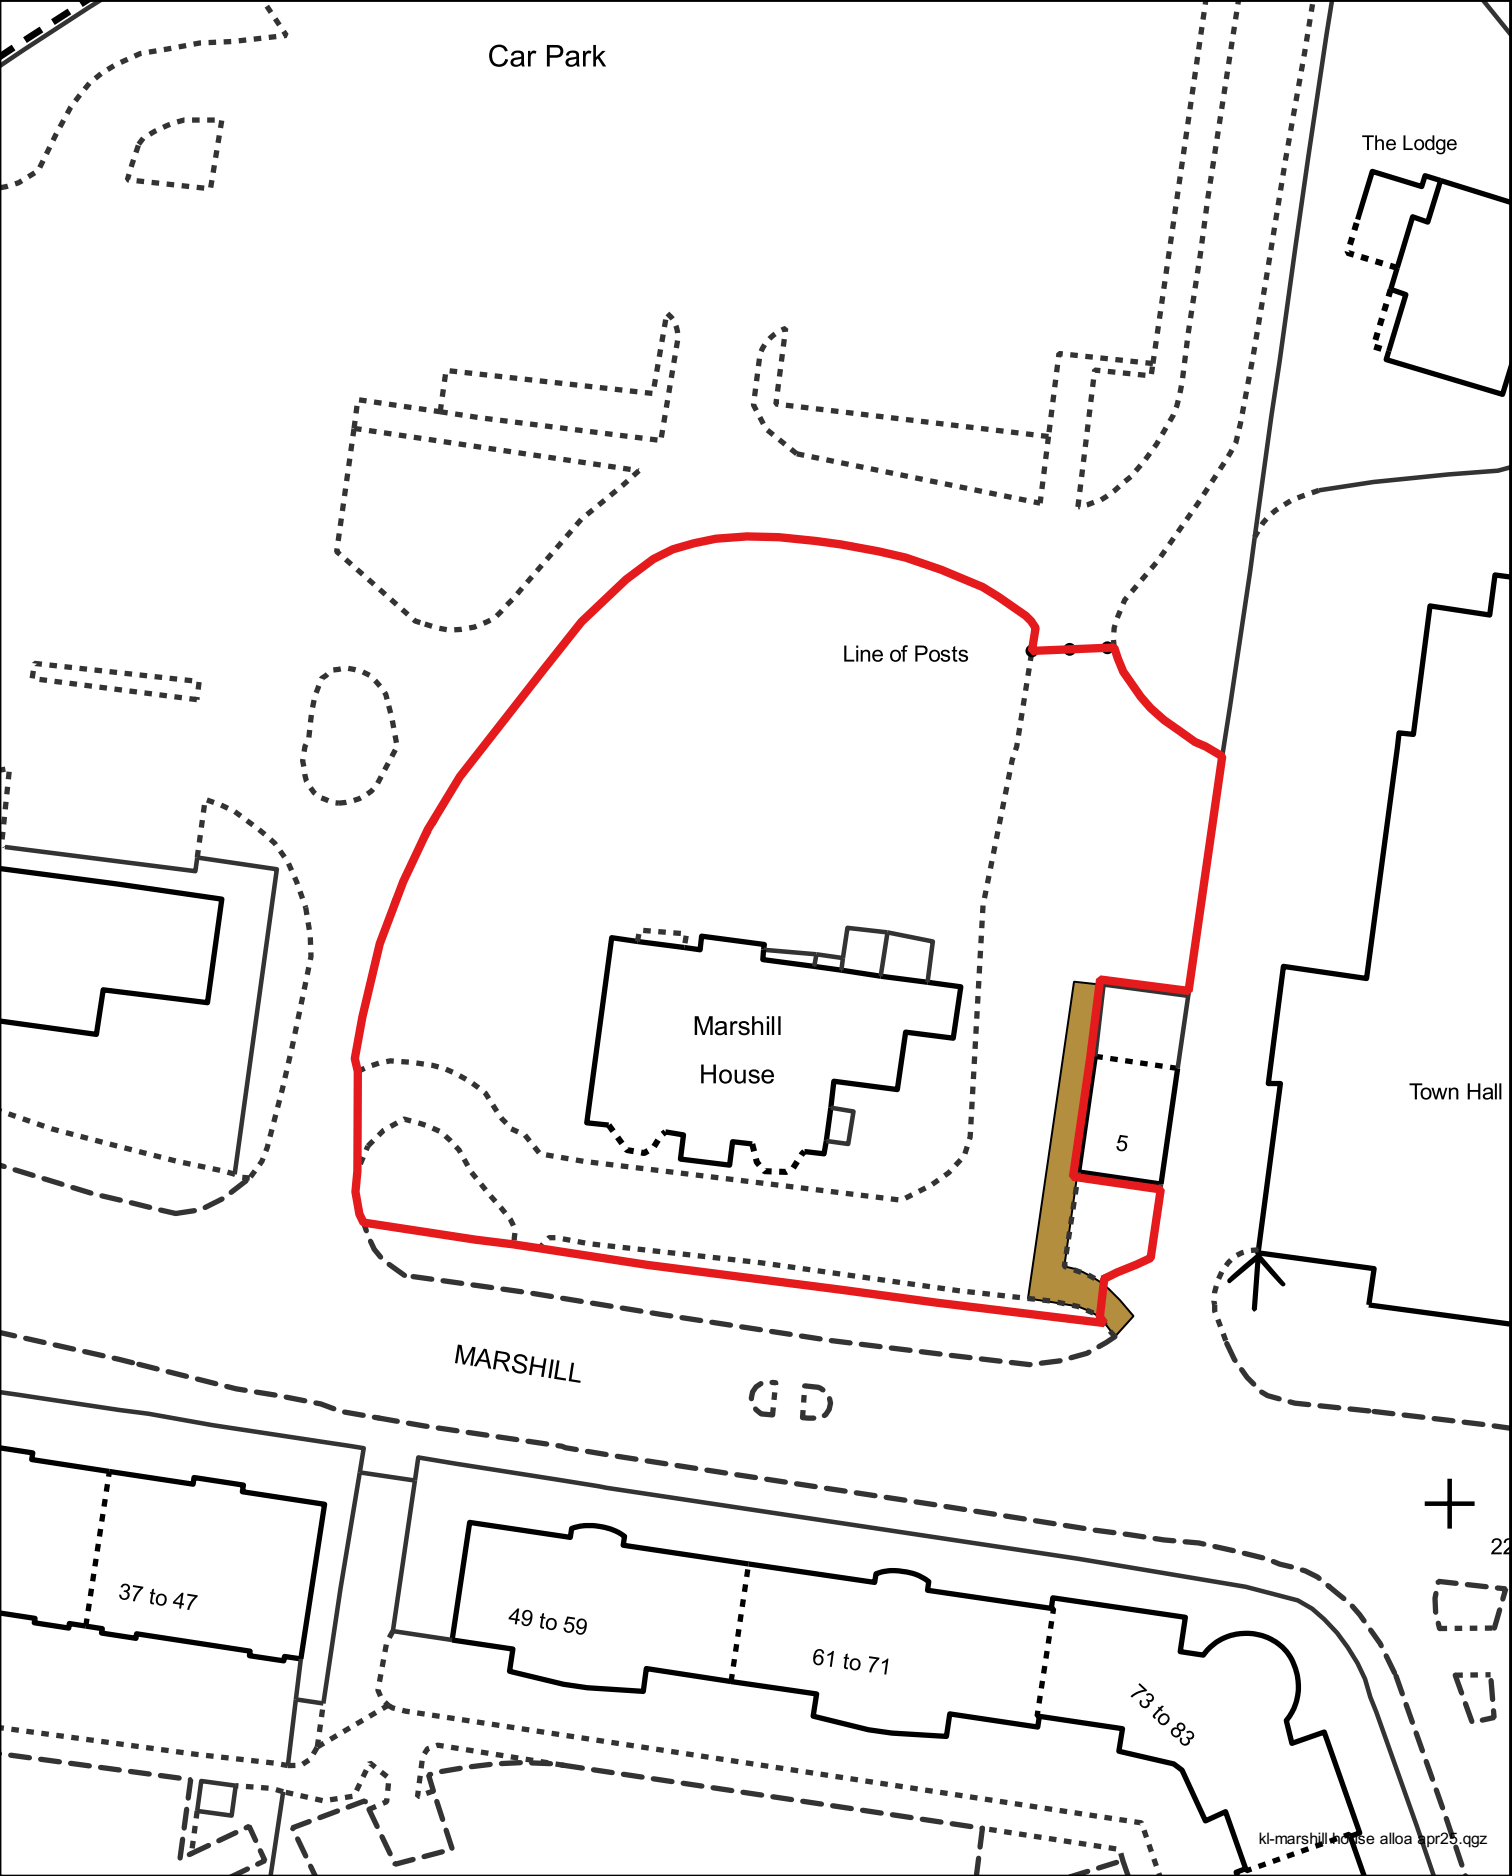 Car Park
The Lodge
Line of Posts
Marshill
House
Town Hall
5
MARSHILL
22
37 to 47
49 to 59
61 to 71
73 to 83
kl-marshill house alloa apr25.qgz